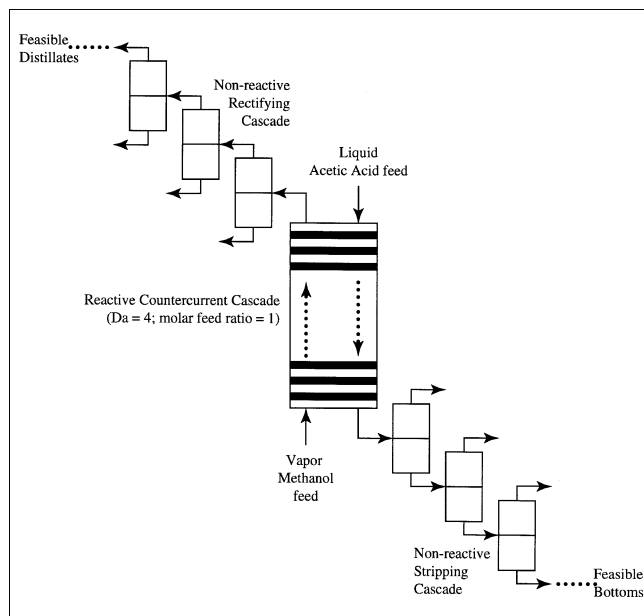 Feasible
Distillates
Non-reactive
Rectifying
Cascade
Liquid
Acetic Acid feed
Reactive Countercurrent Cascade
(Da = 4; molar feed ratio = 1)
Vapor
Methanol
feed
Non-reactive
Stripping
Cascade
Feasible
Bottoms